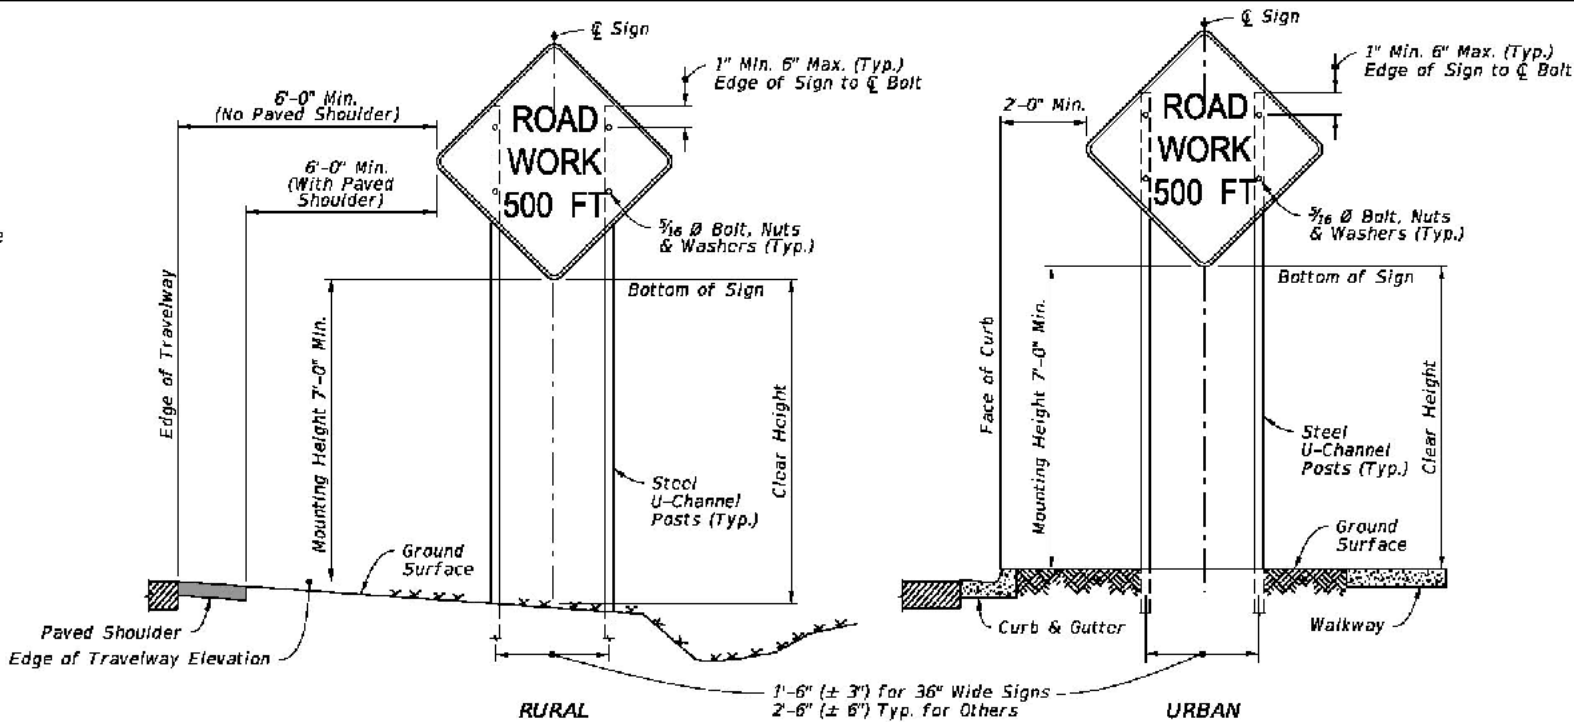 ℄ Sign
1" Min. 6" Max. (Typ.)
Edge of Sign to ℄ Bolt
6'-0" Min.
(No Paved Shoulder)
6'-0" Min.
(With Paved
Shoulder)
ROAD
WORK
500 FT
5/16 Ø Bolt, Nuts
& Washers (Typ.)
Bottom of Sign
Edge of Travelway
Mounting Height 7'-0" Min.
Clear Height
Steel
U-Channel
Posts (Typ.)
Ground
Surface
Paved Shoulder
Edge of Travelway Elevation
RURAL
℄ Sign
1" Min. 6" Max. (Typ.)
Edge of Sign to ℄ Bolt
2'-0" Min.
ROAD
WORK
500 FT
5/16 Ø Bolt, Nuts
& Washers (Typ.)
Bottom of Sign
Face of Curb
Mounting Height 7'-0" Min.
Clear Height
Steel
U-Channel
Posts (Typ.)
Ground
Surface
Curb & Gutter
Walkway
1'-6" (± 3") for 36" Wide Signs
2'-6" (± 6") Typ. for Others
URBAN